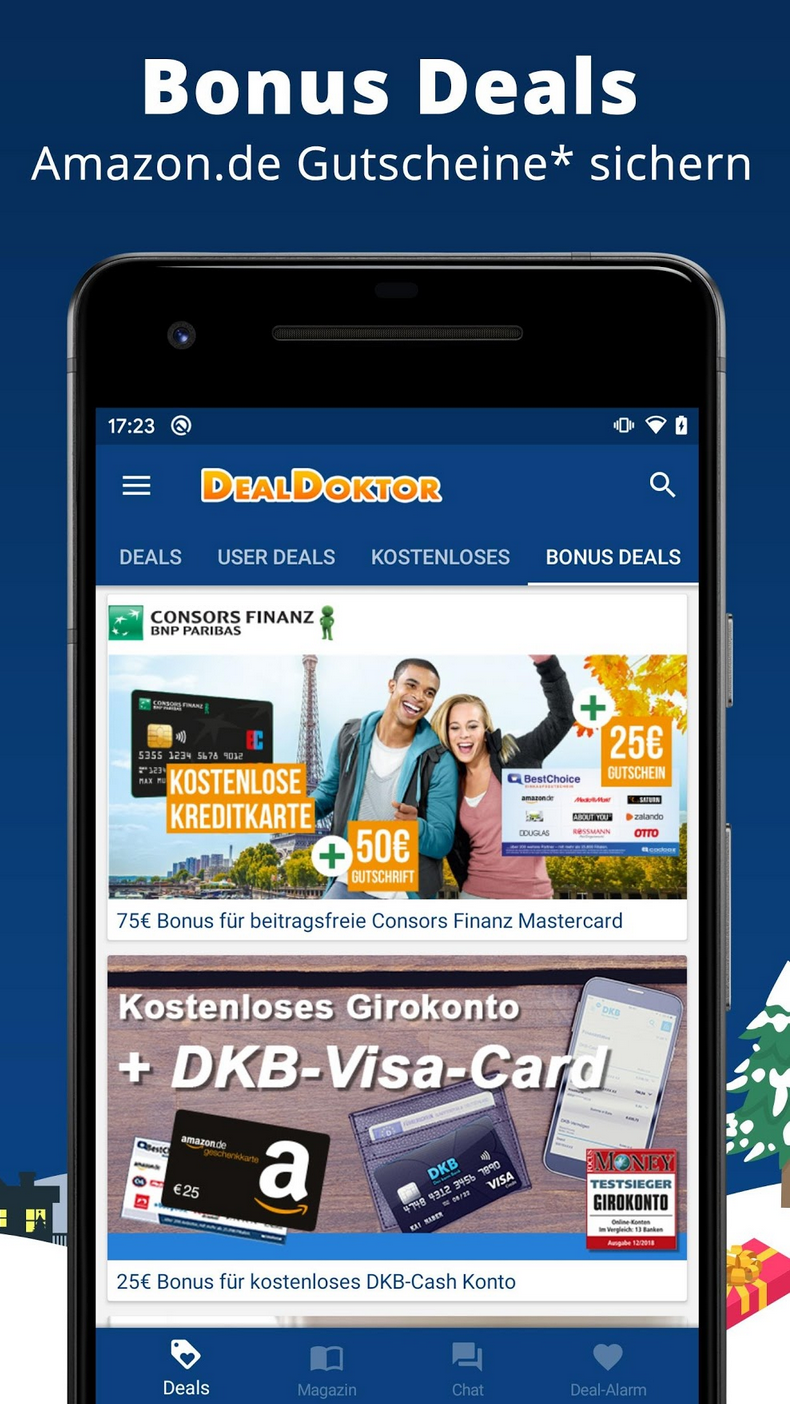 Bonus Deals
Amazon.de Gutscheine* sichern
17:23
DEALDOKTOR
DEALS USER DEALS KOSTENLOSES BONUS DEALS
CONSORS FINANZ
BNP PARIBAS
CONSORS FINANZ
EC
5355 1234 5678 9012
KOSTENLOSE
KREDITKARTE
+
50€
GUTSCHRIFT
+
25€
GUTSCHEIN
BestChoice
amazon.de MediaMarkt SATURN
ABOUT YOU zalando
DOUGLAS ROSSMANN OTTO
cadooz
75€ Bonus für beitragsfreie Consors Finanz Mastercard
Kostenloses Girokonto
+ DKB-Visa-Card
DKB
amazon.de
geschenkkarte
a
€25
DKB
4748 4312 3456 7890
VISA
MONEY
TESTSIEGER
GIROKONTO
Online-Konten
Im Vergleich: 13 Banken
Ausgabe 12/2018
25€ Bonus für kostenloses DKB-Cash Konto
Deals Magazin Chat Deal-Alarm